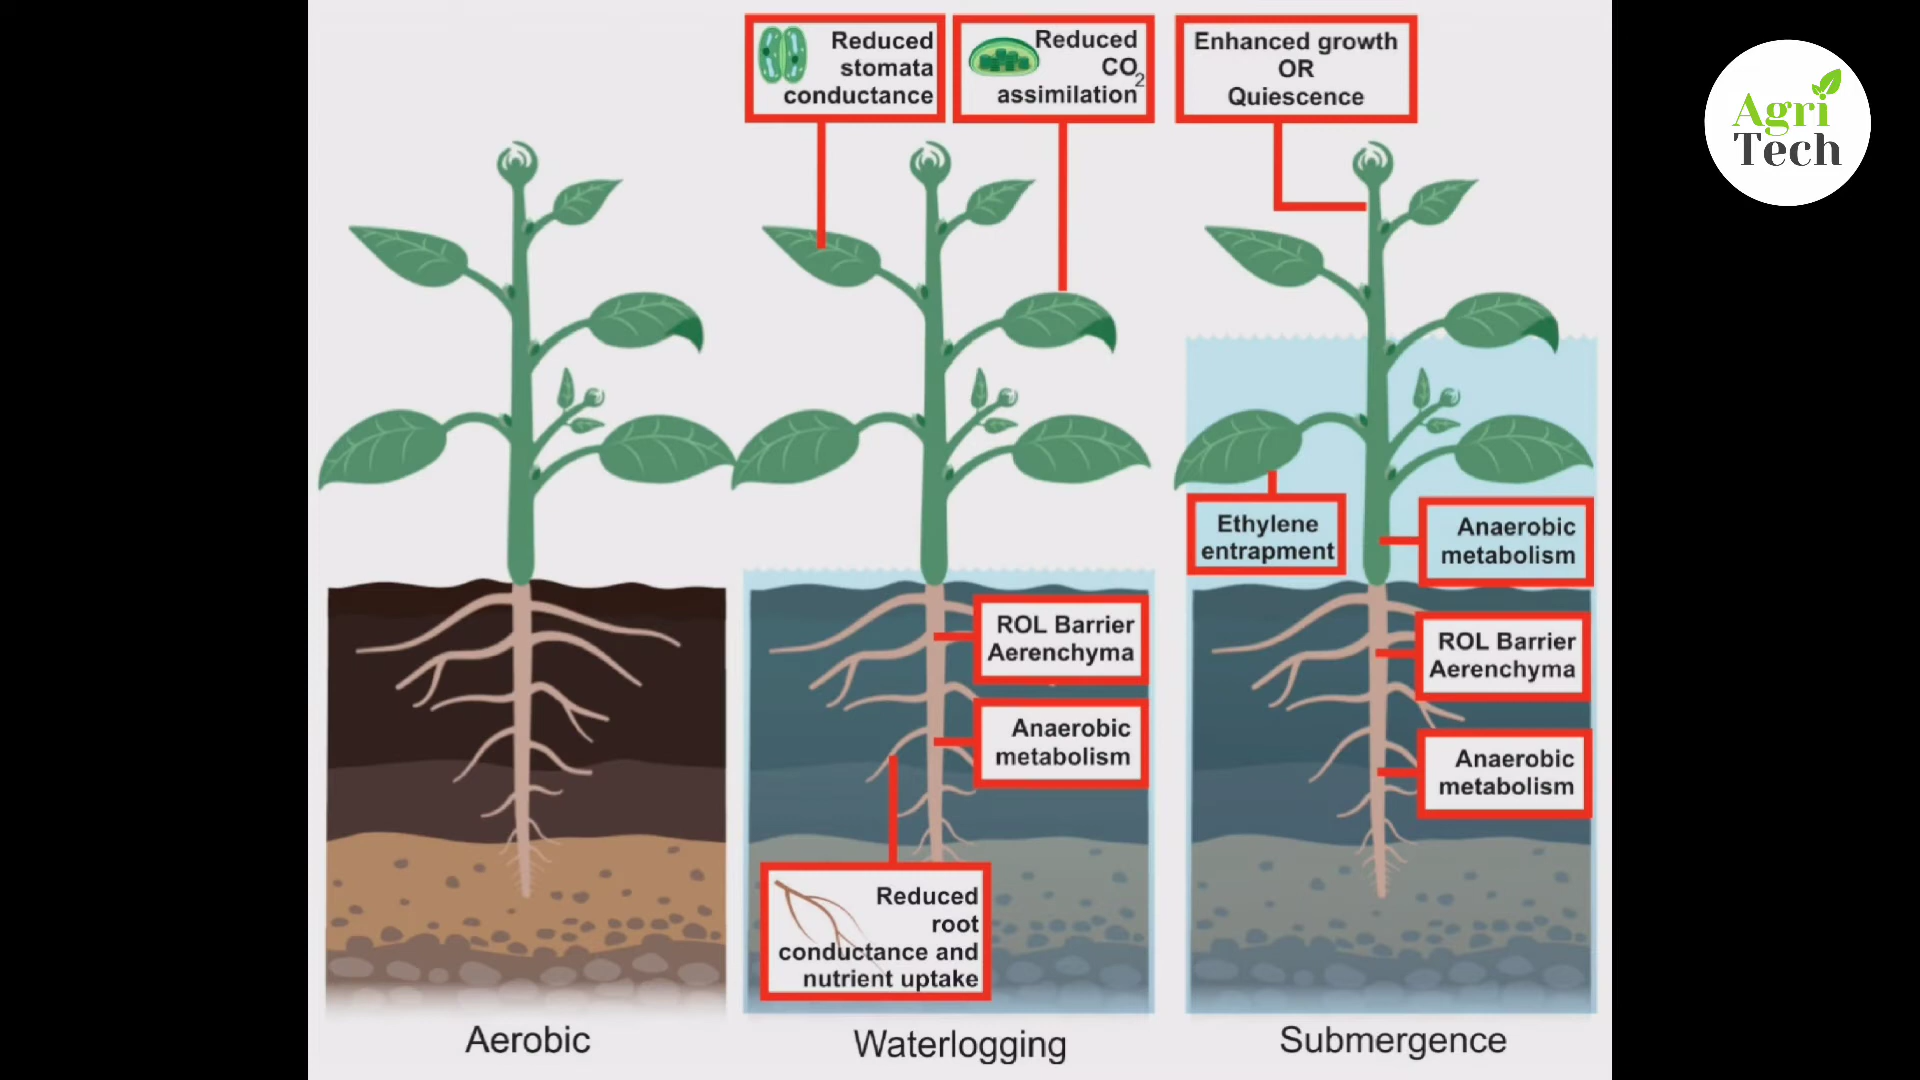 Reduced
stomata
conductance
Reduced
CO2
assimilation
Enhanced growth
OR
Quiescence
Agri
Tech
Ethylene
entrapment
Anaerobic
metabolism
ROL Barrier
Aerenchyma
Anaerobic
metabolism
ROL Barrier
Aerenchyma
Anaerobic
metabolism
Reduced
root
conductance and
nutrient uptake
Aerobic
Waterlogging
Submergence